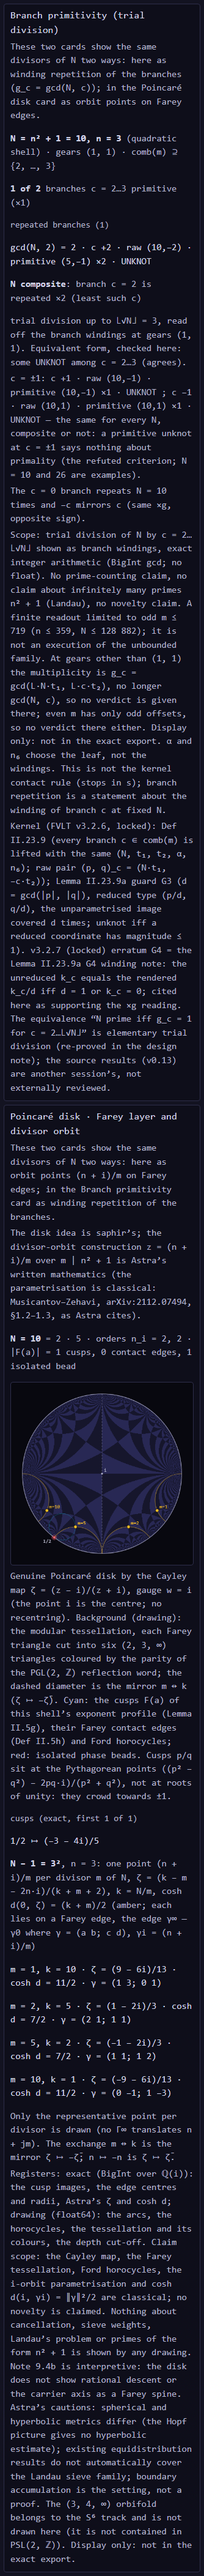 Branch primitivity (trial
division)
These two cards show the same
divisors of N two ways: here as
winding repetition of the branches
(g_c = gcd(N, c)); in the Poincaré
disk card as orbit points on Farey
edges.
N = n² + 1 = 10, n = 3 (quadratic
shell) · gears (1, 1) · comb(m) ⊇
{2, …, 3}
1 of 2 branches c = 2…3 primitive
(×1)
repeated branches (1)
gcd(N, 2) = 2 · c +2 · raw (10,−2) ·
primitive (5,−1) ×2 · UNKNOT
N composite: branch c = 2 is
repeated ×2 (least such c)
trial division up to ⌊√N⌋ = 3, read
off the branch windings at gears (1,
1). Equivalent form, checked here:
some UNKNOT among c = 2…3 (agrees).
c = ±1: c +1 · raw (10,−1) ·
primitive (10,−1) ×1 · UNKNOT ; c −1
· raw (10,1) · primitive (10,1) ×1 ·
UNKNOT — the same for every N,
composite or not: a primitive unknot
at c = ±1 says nothing about
primality (the refuted criterion; N
= 10 and 26 are examples).
The c = 0 branch repeats N = 10
times and −c mirrors c (same ×g,
opposite sign).
Scope: trial division of N by c = 2…
⌊√N⌋ shown as branch windings, exact
integer arithmetic (BigInt gcd; no
float). No prime-counting claim, no
claim about infinitely many primes
n² + 1 (Landau), no novelty claim. A
finite readout limited to odd m ≤
719 (n ≤ 359, N ≤ 128 882); it is
not an execution of the unbounded
family. At gears other than (1, 1)
the multiplicity is g_c =
gcd(L·N·t₁, L·c·t₂), no longer
gcd(N, c), so no verdict is given
there; even m has only odd offsets,
so no verdict there either. Display
only: not in the exact export. α and
n₆ choose the leaf, not the
windings. This is not the kernel
contact rule (stops in s); branch
repetition is a statement about the
winding of branch c at fixed N.
Kernel (FVLT v3.2.6, locked): Def
II.23.9 (every branch c ∈ comb(m) is
lifted with the same (N, t₁, t₂, α,
n₆); raw pair (p, q)_c = (N·t₁,
−c·t₂)); Lemma II.23.9a guard G3 (d
= gcd(|p|, |q|), reduced type (p/d,
q/d), the unparametrised image
covered d times; unknot iff a
reduced coordinate has magnitude ≤
1). v3.2.7 (locked) erratum G4 = the
Lemma II.23.9a G4 winding note: the
unreduced k_c equals the rendered
k_c/d iff d = 1 or k_c = 0; cited
here as supporting the ×g reading.
The equivalence “N prime iff g_c = 1
for c = 2…⌊√N⌋” is elementary trial
division (re-proved in the design
note); the source results (v0.13)
are another session’s, not
externally reviewed.
Poincaré disk · Farey layer and
divisor orbit
These two cards show the same
divisors of N two ways: here as
orbit points (n + i)/m on Farey
edges; in the Branch primitivity
card as winding repetition of the
branches.
The disk idea is saphir’s; the
divisor-orbit construction z = (n +
i)/m over m | n² + 1 is Astra’s
written mathematics (the
parametrisation is classical:
Musicantov–Zehavi, arXiv:2112.07494,
§1.2–1.3, as Astra cites).
N = 10 = 2 · 5 · orders n_i = 2, 2 ·
|F(a)| = 1 cusps, 0 contact edges, 1
isolated bead
i
m=10
m=1
m=5
m=2
1/2
Genuine Poincaré disk by the Cayley
map ζ = (z − i)/(z + i), gauge w = i
(the point i is the centre; no
recentring). Background (drawing):
the modular tessellation, each Farey
triangle cut into six (2, 3, ∞)
triangles coloured by the parity of
the PGL(2, ℤ) reflection word; the
dashed diameter is the mirror m ↔ k
(ζ ↦ −ζ̄). Cyan: the cusps F(a) of
this shell’s exponent profile (Lemma
II.5g), their Farey contact edges
(Def II.5h) and Ford horocycles;
red: isolated phase beads. Cusps p/q
sit at the Pythagorean points ((p² −
q²) − 2pq·i)/(p² + q²), not at roots
of unity: they crowd towards ±1.
cusps (exact, first 1 of 1)
1/2 ↦ (−3 − 4i)/5
N − 1 = 3², n = 3: one point (n +
i)/m per divisor m of N, ζ = (k − m
− 2n·i)/(k + m + 2), k = N/m, cosh
d(0, ζ) = (k + m)/2 (amber; each
lies on a Farey edge, the edge γ∞ —
γ0 where γ = (a b; c d), γi = (n +
i)/m)
m = 1, k = 10 · ζ = (9 − 6i)/13 ·
cosh d = 11/2 · γ = (1 3; 0 1)
m = 2, k = 5 · ζ = (1 − 2i)/3 · cosh
d = 7/2 · γ = (2 1; 1 1)
m = 5, k = 2 · ζ = (−1 − 2i)/3 ·
cosh d = 7/2 · γ = (1 1; 1 2)
m = 10, k = 1 · ζ = (−9 − 6i)/13 ·
cosh d = 11/2 · γ = (0 −1; 1 −3)
Only the representative point per
divisor is drawn (no Γ∞ translates n
+ jm). The exchange m ↔ k is the
mirror ζ ↦ −ζ̄; n ↦ −n is ζ ↦ ζ̄.
Registers: exact (BigInt over ℚ(i)):
the cusp images, the edge centres
and radii, Astra’s ζ and cosh d;
drawing (float64): the arcs, the
horocycles, the tessellation and its
colours, the depth cut-off. Claim
scope: the Cayley map, the Farey
tessellation, Ford horocycles, the
i-orbit parametrisation and cosh
d(i, γi) = ‖γ‖²/2 are classical; no
novelty is claimed. Nothing about
cancellation, sieve weights,
Landau’s problem or primes of the
form n² + 1 is shown by any drawing.
Note 9.4b is interpretive: the disk
does not show rational descent or
the carrier axis as a Farey spine.
Astra’s cautions: spherical and
hyperbolic metrics differ (the Hopf
picture gives no hyperbolic
estimate); existing equidistribution
results do not automatically cover
the Landau sieve family; boundary
accumulation is the setting, not a
proof. The (3, 4, ∞) orbifold
belongs to the S⁶ track and is not
drawn here (it is not contained in
PSL(2, ℤ)). Display only: not in the
exact export.